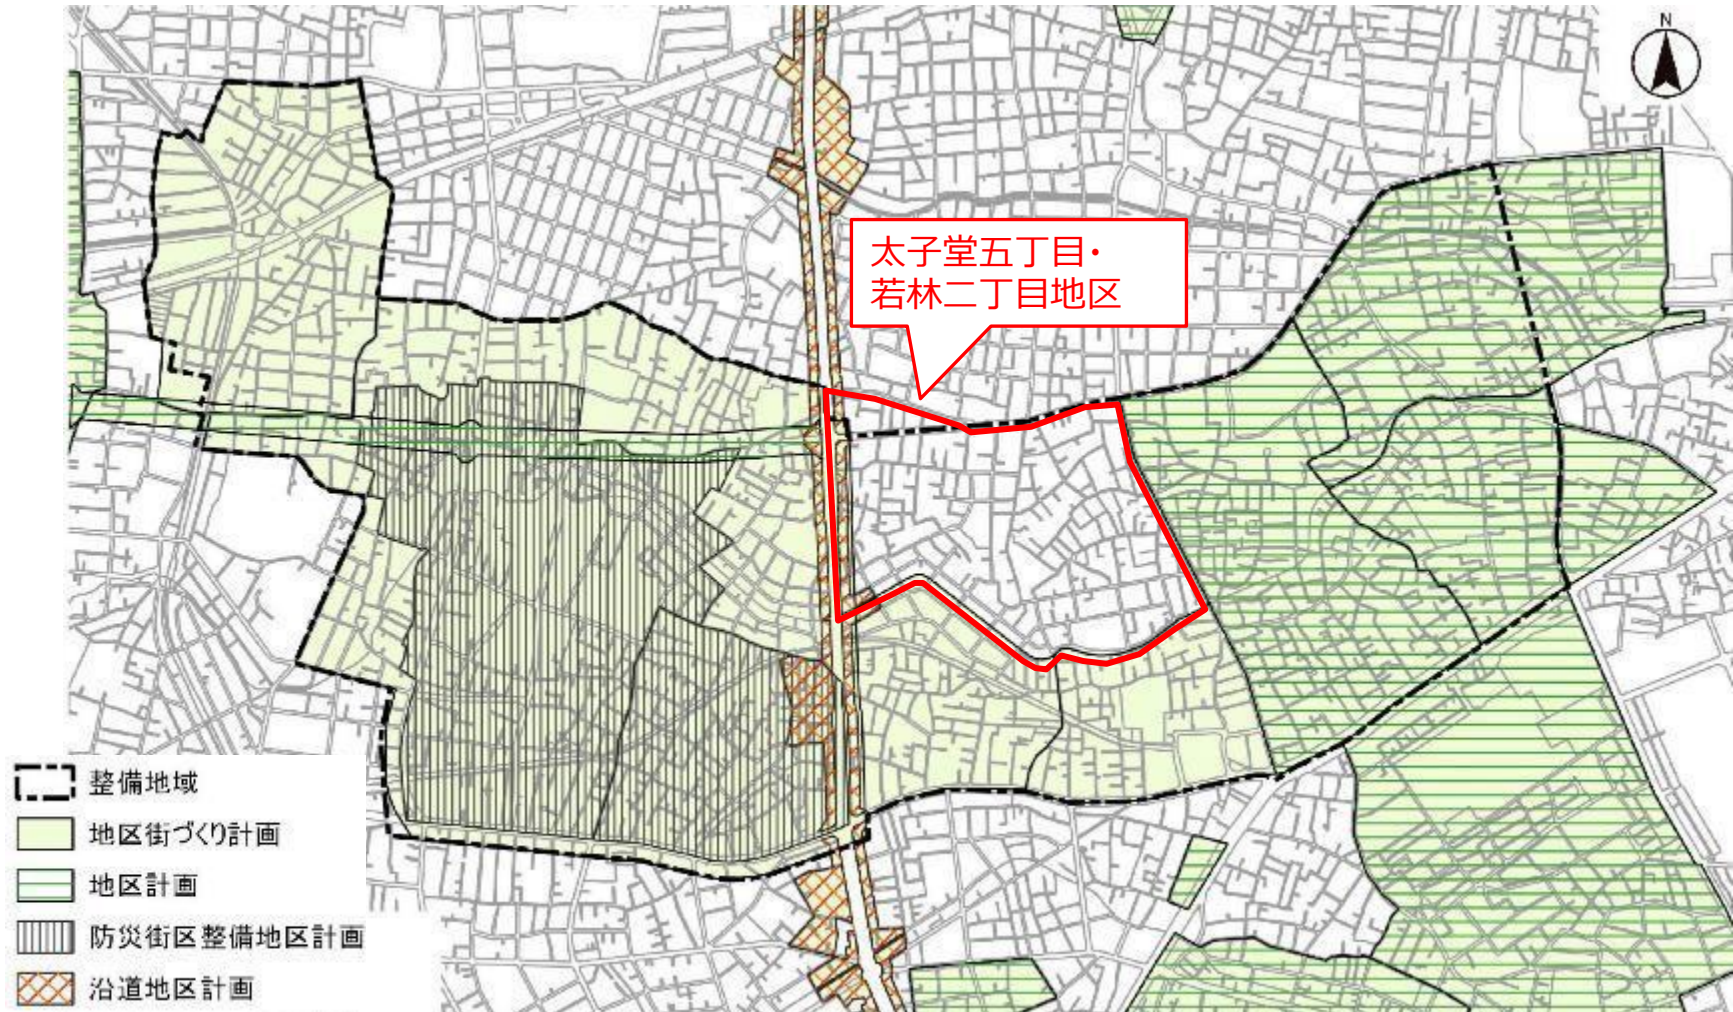 N
太子堂五丁目・
若林二丁目地区
整備地域
地区街づくり計画
地区計画
防災街区整備地区計画
沿道地区計画